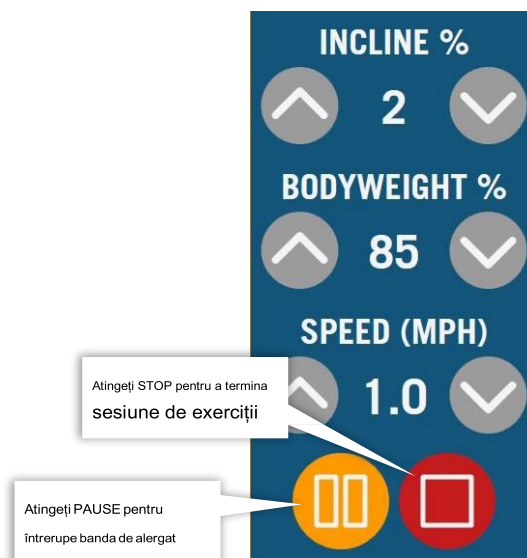 INCLINE %
2
BODYWEIGHT %
85
SPEED (MPH)
1.0
Atingeți STOP pentru a termina
sesiune de exerciții
Atingeți PAUSE pentru
întrerupe banda de alergat